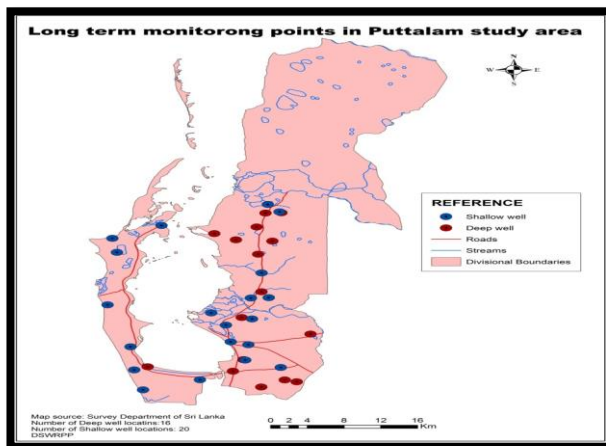 Long term monitorong points in Puttalam study area
N
W E
S
REFERENCE
Shallow well
Deep well
Roads
Streams
Divisional Boundaries
Map source: Survey Department of Sri Lanka
Number of Deep well locatins:16
Number of Shallow well locations: 20
DSWRPP
0 2 4 8 12 16
Km